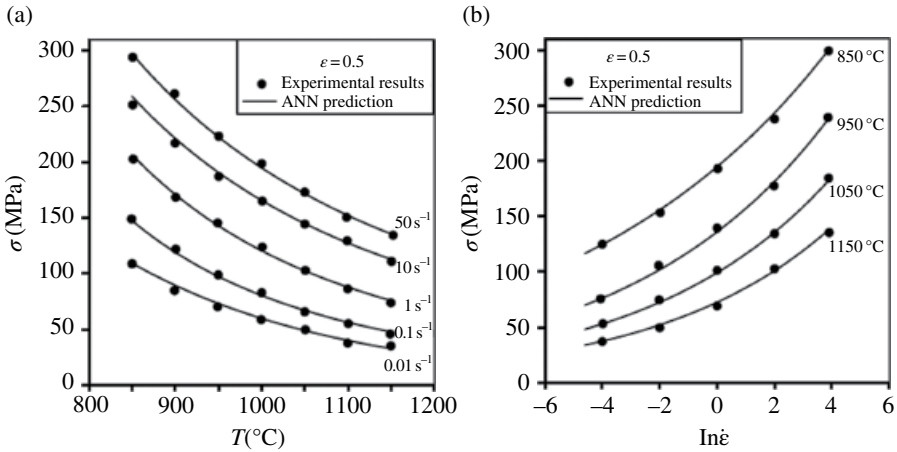 (a)
300
250
200
150
100
50
0
σ (MPa)
800
900
1000
1100
1200
T(°C)
ε = 0.5
Experimental results
ANN prediction
50 s⁻¹
10 s⁻¹
1 s⁻¹
0.1 s⁻¹
0.01 s⁻¹
(b)
300
250
200
150
100
50
0
σ (MPa)
−6
−4
−2
0
2
4
6
Inε̇
ε = 0.5
Experimental results
ANN prediction
850 °C
950 °C
1050 °C
1150 °C